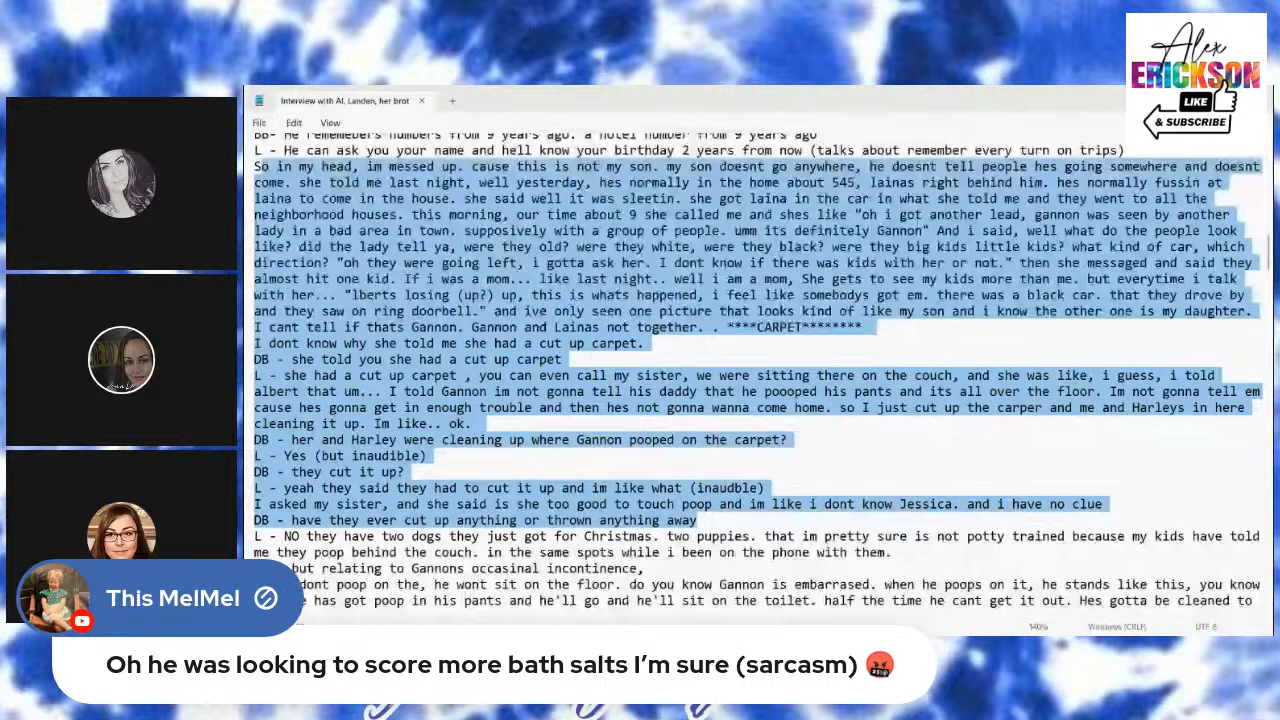 Alex
ERICKSON
LIKE
& SUBSCRIBE
Interview with Al, Landen, her brot
File Edit View
DB- He rememebers numbers from 9 years ago. a hotel number from 9 years ago
L - He can ask you your name and hell know your birthday 2 years from now (talks about remember every turn on trips)
So in my head, im messed up. cause this is not my son. my son doesnt go anywhere, he doesnt tell people hes going somewhere and doesnt
come. she told me last night, well yesterday, hes normally in the home about 545, lainas right behind him. hes normally fussin at
laina to come in the house. she said well it was sleetin. she got laina in the car in what she told me and they went to all the
neighborhood houses. this morning, our time about 9 she called me and shes like "oh i got another lead, gannon was seen by another
lady in a bad area in town. supposively with a group of people. umm its definitely Gannon" And i said, well what do the people look
like? did the lady tell ya, were they old? were they white, were they black? were they big kids little kids? what kind of car, which
direction? "oh they were going left, i gotta ask her. I dont know if there was kids with her or not." then she messaged and said they
almost hit one kid. If i was a mom... like last night.. well i am a mom, She gets to see my kids more than me. but everytime i talk
with her... "lberts losing (up?) up, this is whats happened, i feel like somebodys got em. there was a black car. that they drove by
and they saw on ring doorbell." and ive only seen one picture that looks kind of like my son and i know the other one is my daughter.
I cant tell if thats Gannon. Gannon and Lainas not together. . ****CARPET********
I dont know why she told me she had a cut up carpet.
DB - she told you she had a cut up carpet
L - she had a cut up carpet , you can even call my sister, we were sitting there on the couch, and she was like, i guess, i told
albert that um... I told Gannon im not gonna tell his daddy that he poooped his pants and its all over the floor. Im not gonna tell em
cause hes gonna get in enough trouble and then hes not gonna wanna come home. so I just cut up the carper and me and Harleys in here
cleaning it up. Im like.. ok.
DB - her and Harley were cleaning up where Gannon pooped on the carpet?
L - Yes (but inaudible)
DB - they cut it up?
L - yeah they said they had to cut it up and im like what (inaudble)
I asked my sister, and she said is she too good to touch poop and im like i dont know Jessica. and i have no clue
DB - have they ever cut up anything or thrown anything away
L - NO they have two dogs they just got for Christmas. two puppies. that im pretty sure is not potty trained because my kids have told
me they poop behind the couch. in the same spots while i been on the phone with them.
but relating to Gannons occasinal incontinence,
dont poop on the, he wont sit on the floor. do you know Gannon is embarrased. when he poops on it, he stands like this, you know
has got poop in his pants and he'll go and he'll sit on the toilet. half the time he cant get it out. Hes gotta be cleaned to
140% Windows (CRLF) UTF-8
This MelMel
Oh he was looking to score more bath salts I’m sure (sarcasm) 🤬